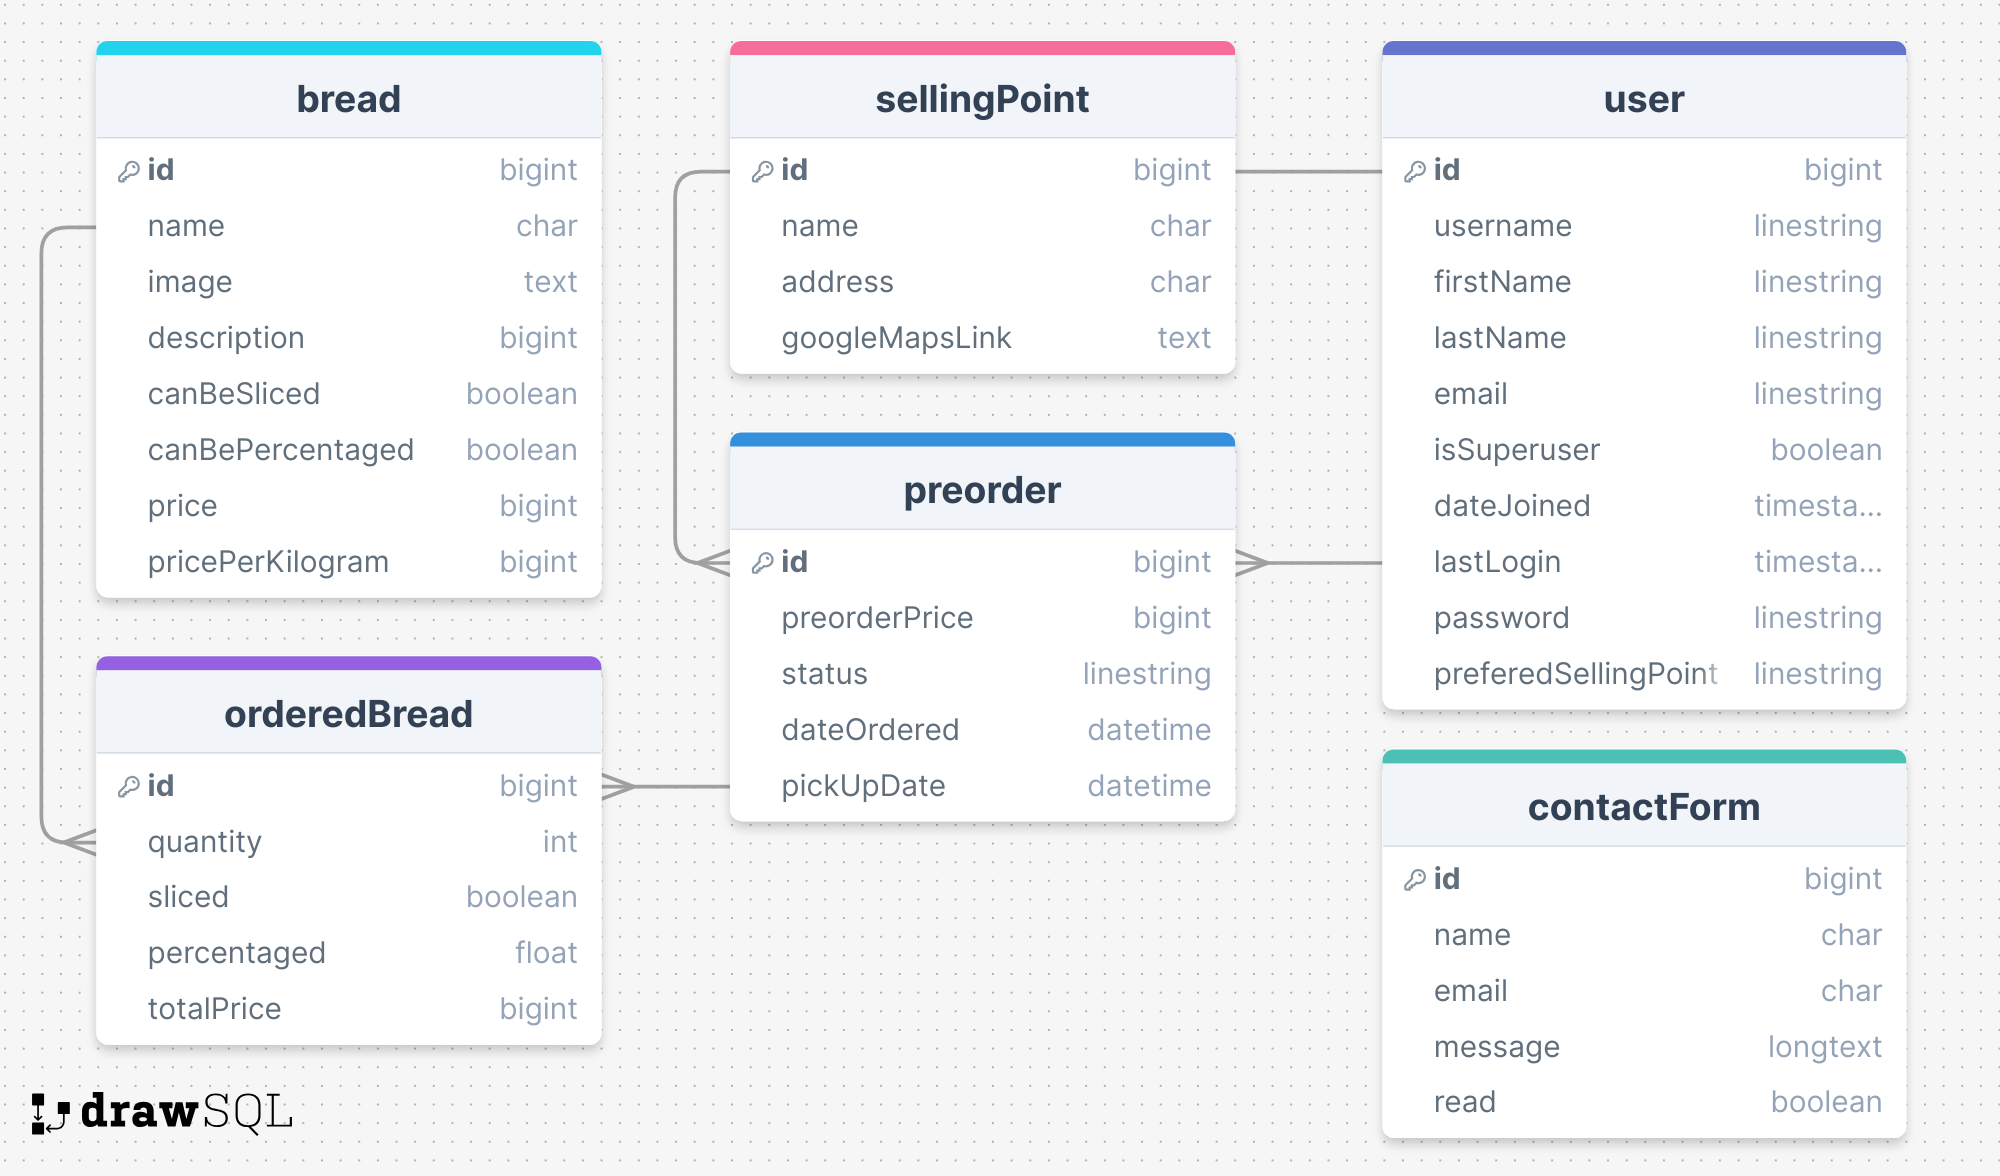 bread
id bigint
name char
image text
description bigint
canBeSliced boolean
canBePercentaged boolean
price bigint
pricePerKilogram bigint
orderedBread
id bigint
quantity int
sliced boolean
percentaged float
totalPrice bigint
sellingPoint
id bigint
name char
address char
googleMapsLink text
preorder
id bigint
preorderPrice bigint
status linestring
dateOrdered datetime
pickUpDate datetime
user
id bigint
username linestring
firstName linestring
lastName linestring
email linestring
isSuperuser boolean
dateJoined timesta...
lastLogin timesta...
password linestring
preferedSellingPoint linestring
contactForm
id bigint
name char
email char
message longtext
read boolean
drawSQL